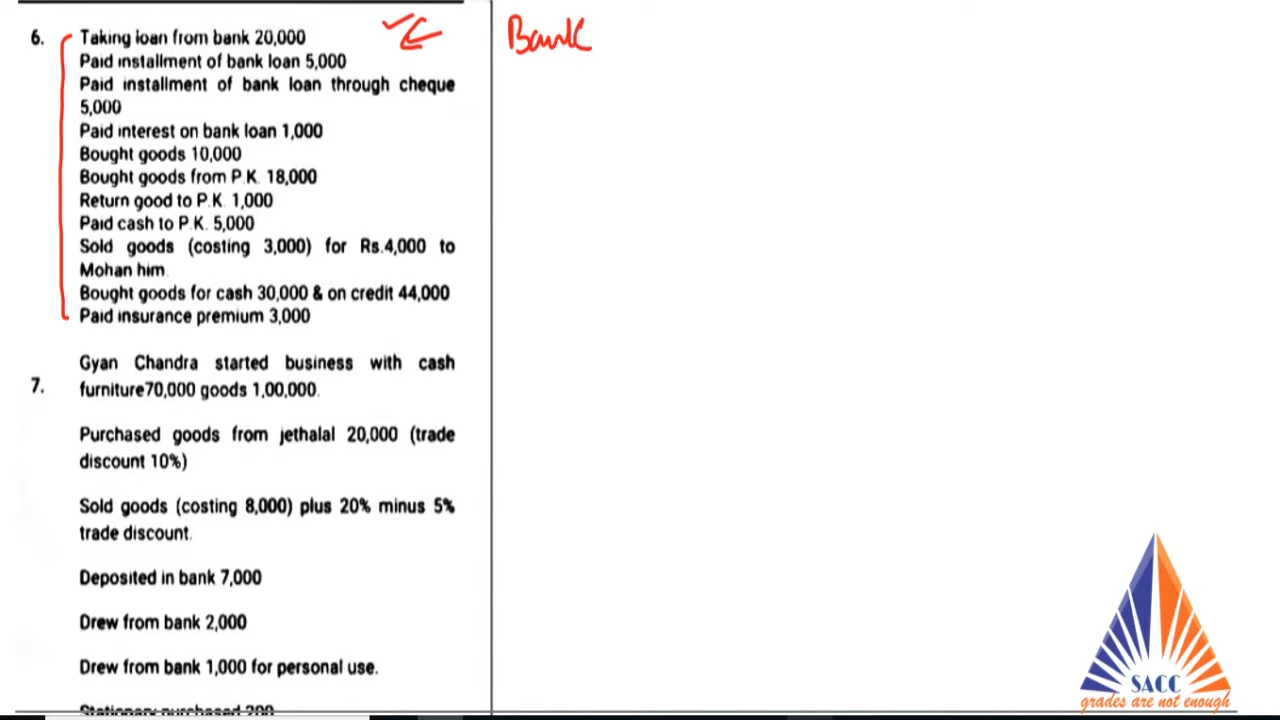 6. Taking loan from bank 20,000
Bank
Paid installment of bank loan 5,000
Paid installment of bank loan through cheque
5,000
Paid interest on bank loan 1,000
Bought goods 10,000
Bought goods from P.K. 18,000
Return good to P.K. 1,000
Paid cash to P.K. 5,000
Sold goods (costing 3,000) for Rs.4,000 to
Mohan him.
Bought goods for cash 30,000 & on credit 44,000
Paid insurance premium 3,000
Gyan Chandra started business with cash
7. furniture70,000 goods 1,00,000.
Purchased goods from jethalal 20,000 (trade
discount 10%)
Sold goods (costing 8,000) plus 20% minus 5%
trade discount.
Deposited in bank 7,000
Drew from bank 2,000
Drew from bank 1,000 for personal use.
Stationary purchased 200
SACC
grades are not enough